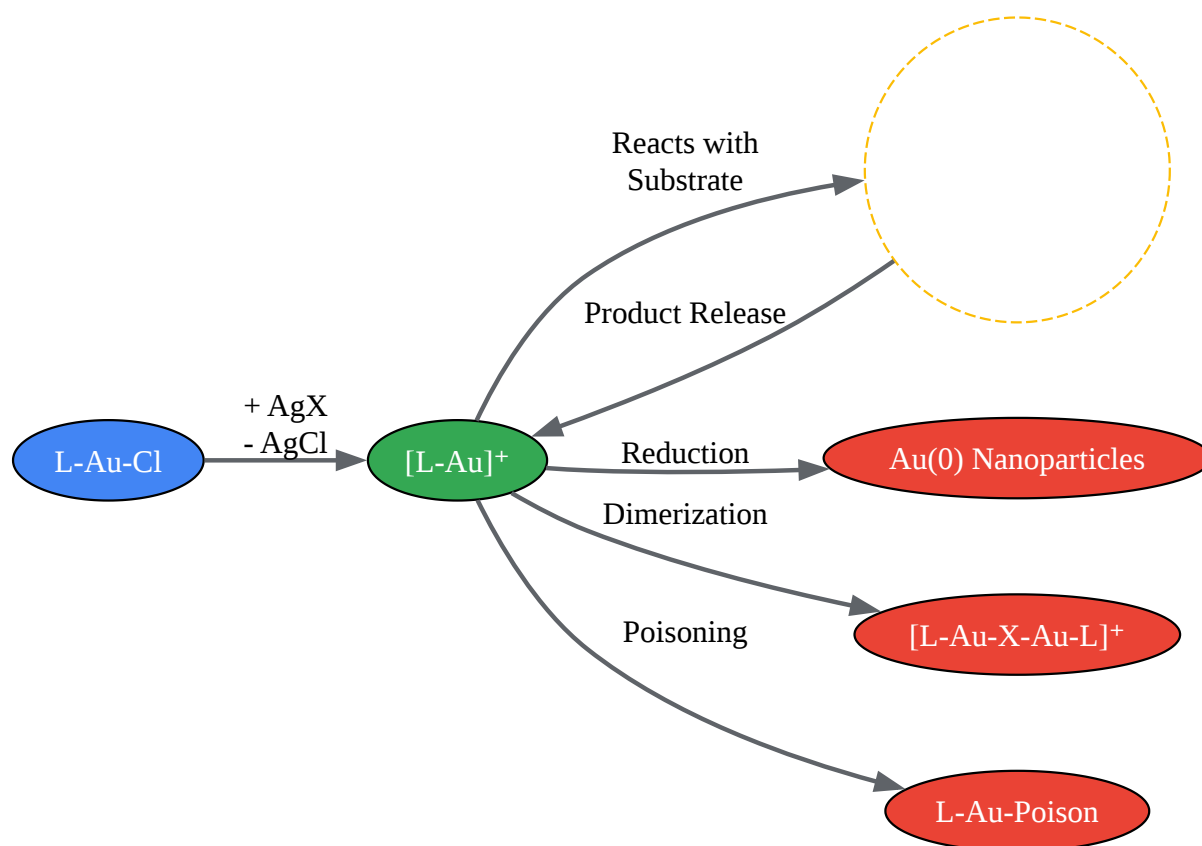 Reacts with
Substrate
Product Release
+ AgX
- AgCl
L-Au-Cl
[L-Au]⁺
Reduction
Au(0) Nanoparticles
Dimerization
[L-Au-X-Au-L]⁺
Poisoning
L-Au-Poison